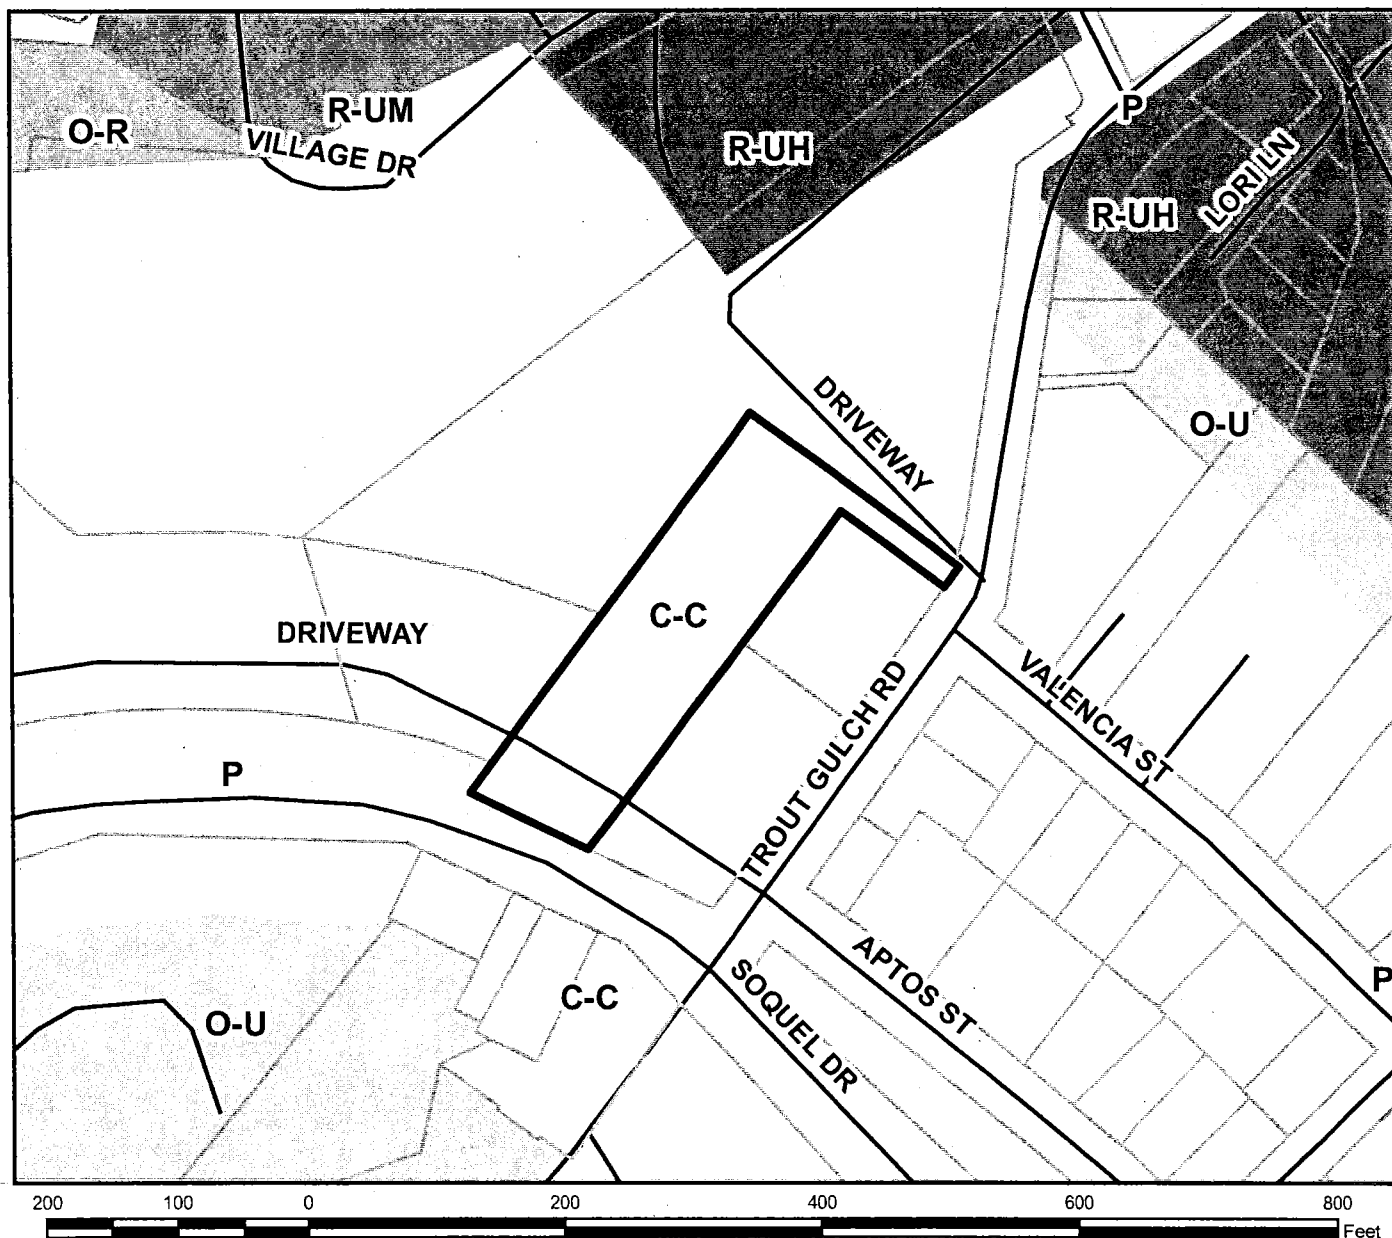 R-UM
O-R
VILLAGE DR
R-UH
P
LORI LN
R-UH
DRIVEWAY
O-U
C-C
DRIVEWAY
VALENCIA ST
TROUT GULCH RD
P
APTOS ST
SOQUEL DR
C-C
O-U
P
200 100 0 200 400 600 800
Feet